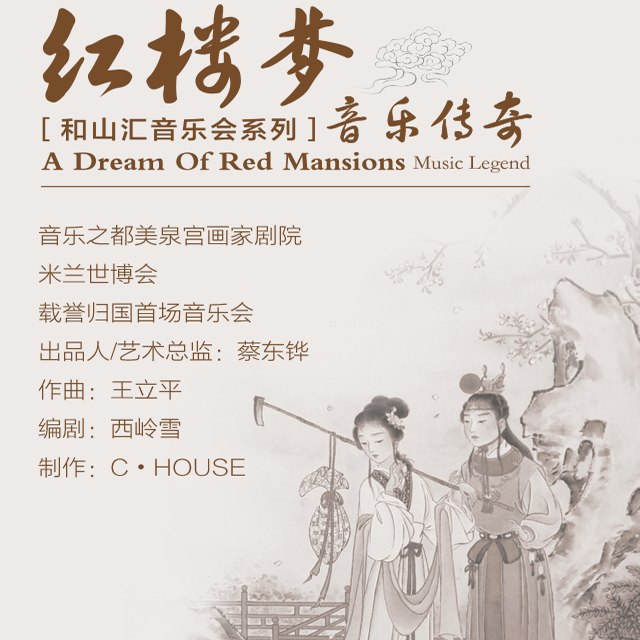 红楼梦
[ 和山汇音乐会系列 ] 音乐传奇
A Dream Of Red Mansions Music Legend
音乐之都美泉宫画家剧院
米兰世博会
载誉归国首场音乐会
出品人/艺术总监：蔡东铧
作曲：王立平
编剧：西岭雪
制作：C·HOUSE